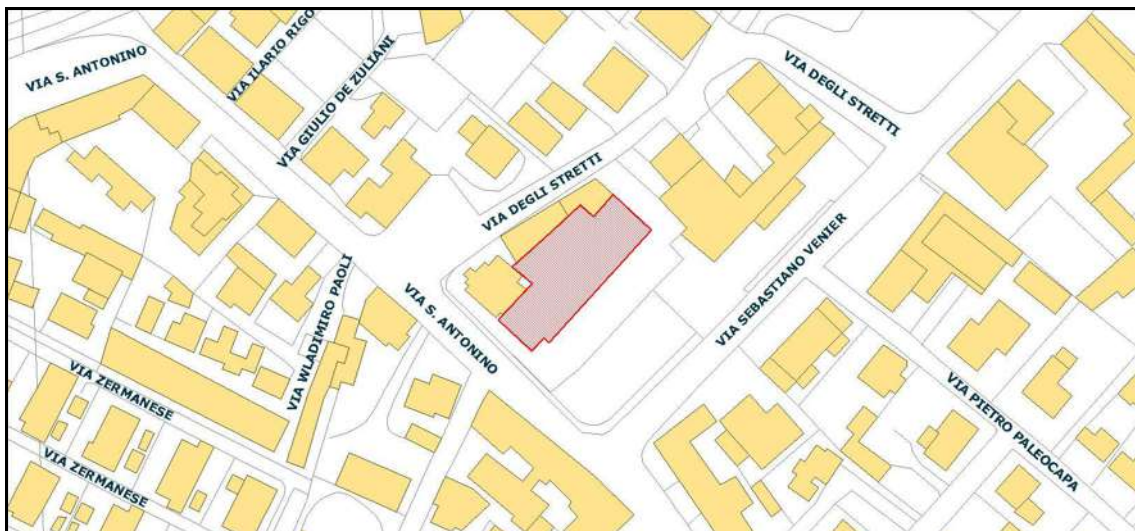 VIA S. ANTONINO
VIA ILARIO RIGO
VIA GIULIO DE ZULIANI
VIA DEGLI STRETTI
VIA DEGLI STRETTI
VIA WLADIMIRO PAOLI
VIA S. ANTONINO
VIA SEBASTIANO VENIER
VIA ZERMANESE
VIA PIETRO PALEOCAPA
VIA ZERMANESE